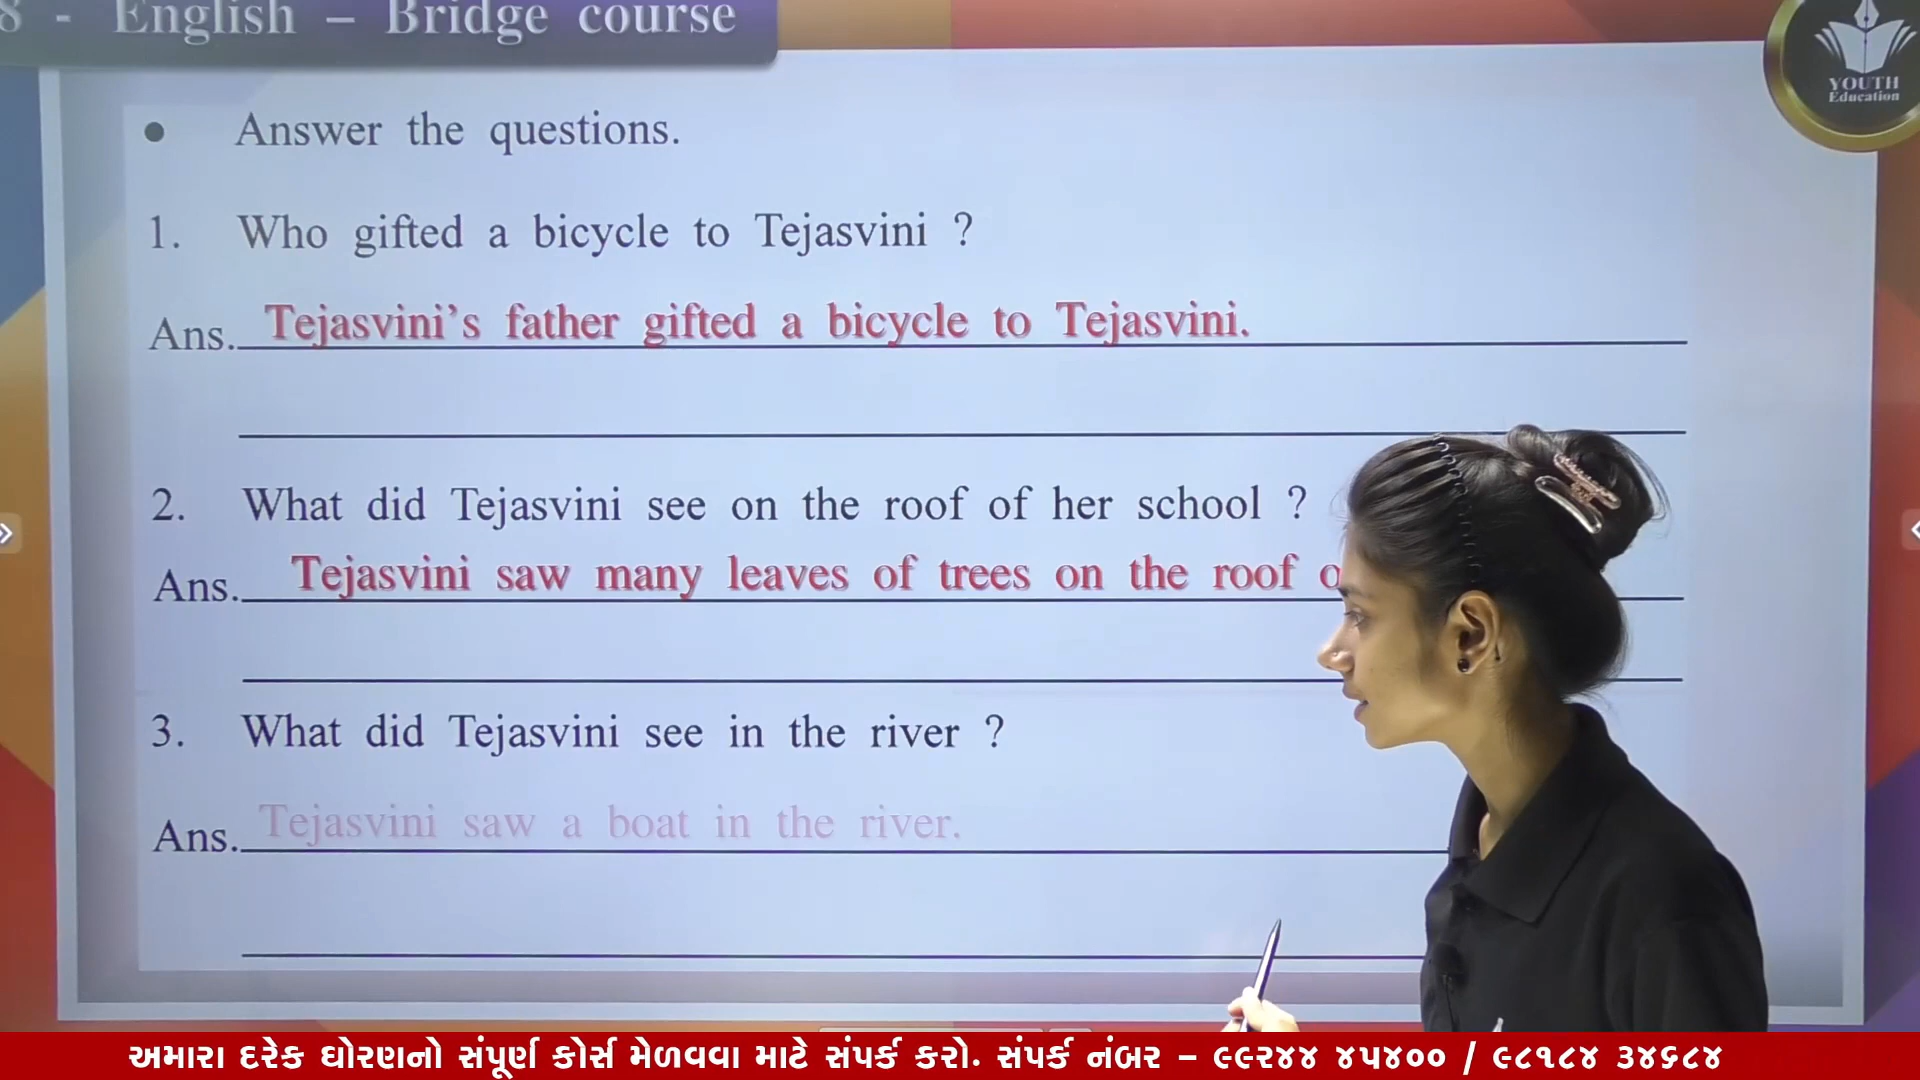 8 - English – Bridge course
YOUTH
Education
● Answer the questions.
1. Who gifted a bicycle to Tejasvini ?
Ans. Tejasvini's father gifted a bicycle to Tejasvini.
2. What did Tejasvini see on the roof of her school ?
Ans. Tejasvini saw many leaves of trees on the roof
3. What did Tejasvini see in the river ?
Ans. Tejasvini saw a boat in the river.
અમારા દરેક ધોરણનો સંપૂર્ણ કોર્સ મેળવવા માટે સંપર્ક કરો. સંપર્ક નંબર – ૯૯૨૪૪ ૪૫૪૦૦ / ૯૮૧૮૪ ૩૪૬૮૪